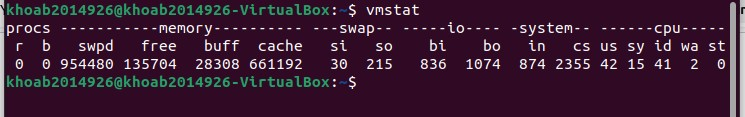 khoab2014926@khoab2014926-VirtualBox:~$ vmstat
procs -----------memory---------- ---swap-- -----io---- -system-- ------cpu-----
 r  b   swpd   free   buff  cache   si   so    bi    bo   in   cs us sy id wa st
 0  0 954480 135704  28308 661192   30  215   836  1074  874 2355 42 15 41  2  0
khoab2014926@khoab2014926-VirtualBox:~$